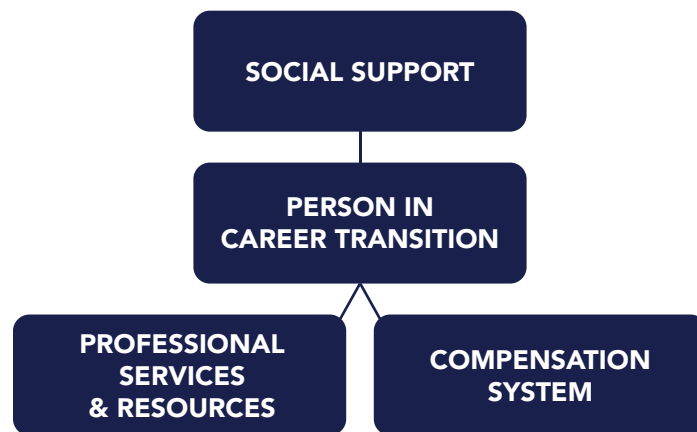 SOCIAL SUPPORT
PERSON IN
CAREER TRANSITION
PROFESSIONAL
SERVICES
& RESOURCES
COMPENSATION
SYSTEM